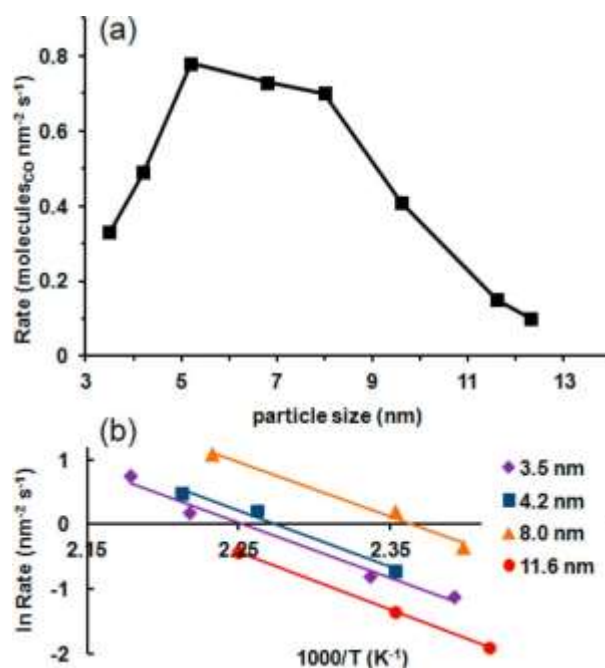 (a)
Rate (molecules_CO nm⁻² s⁻¹)
0.8
0.6
0.4
0.2
0
3 5 7 9 11 13
particle size (nm)
(b)
ln Rate (nm⁻² s⁻¹)
1
0
-1
-2
2.15 2.25 2.35
1000/T (K⁻¹)
3.5 nm
4.2 nm
8.0 nm
11.6 nm